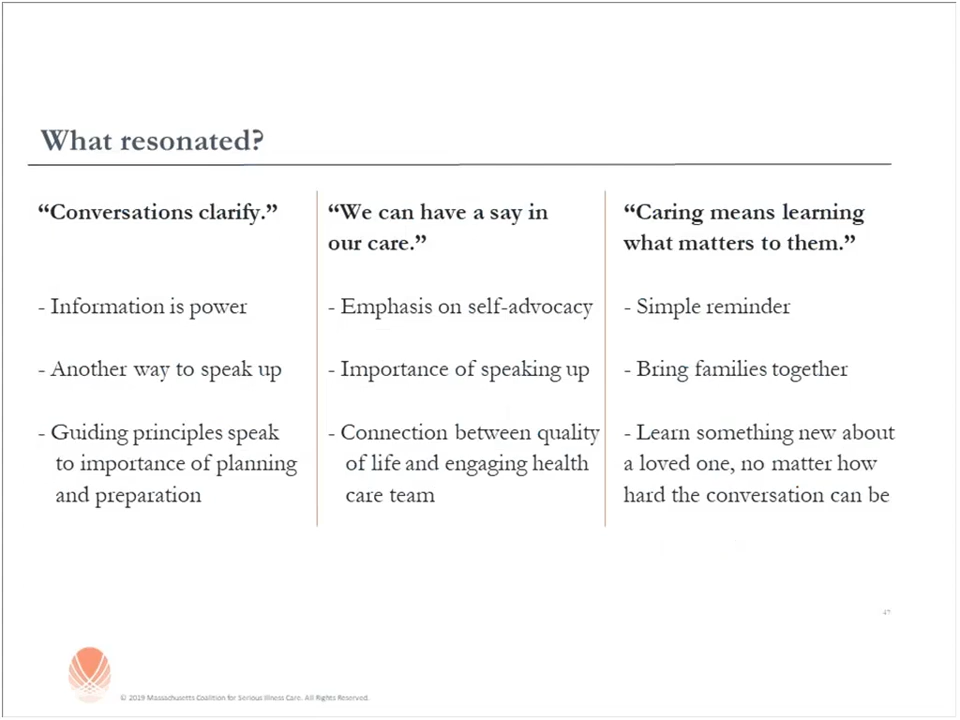 What resonated?
“Conversations clarify.”
- Information is power
- Another way to speak up
- Guiding principles speak
to importance of planning
and preparation
“We can have a say in
our care.”
- Emphasis on self-advocacy
- Importance of speaking up
- Connection between quality
of life and engaging health
care team
“Caring means learning
what matters to them.”
- Simple reminder
- Bring families together
- Learn something new about
a loved one, no matter how
hard the conversation can be
47
© 2019 Massachusetts Coalition for Serious Illness Care. All Rights Reserved.